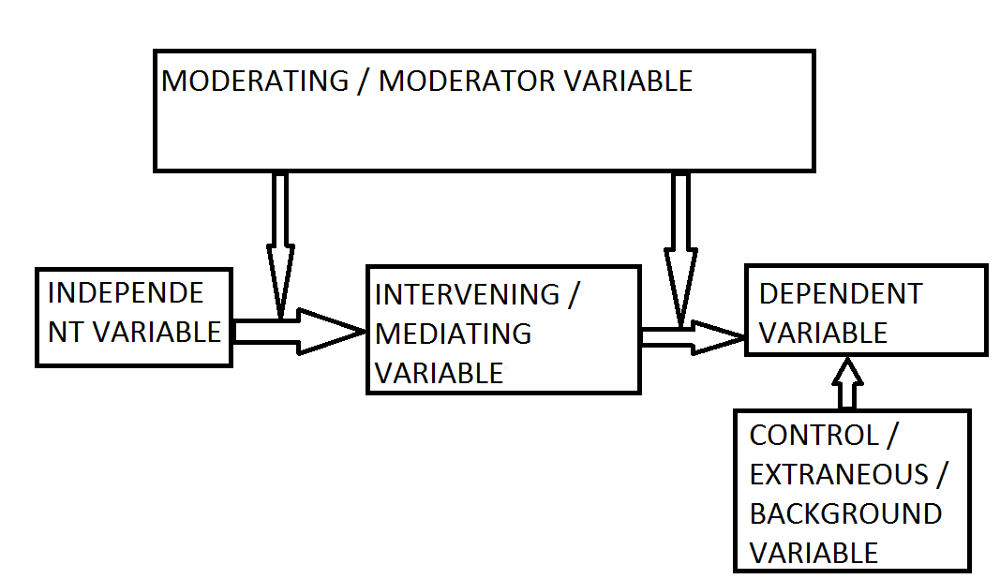 MODERATING / MODERATOR VARIABLE
INDEPENDE
NT VARIABLE
INTERVENING /
MEDIATING
VARIABLE
DEPENDENT
VARIABLE
CONTROL /
EXTRANEOUS /
BACKGROUND
VARIABLE